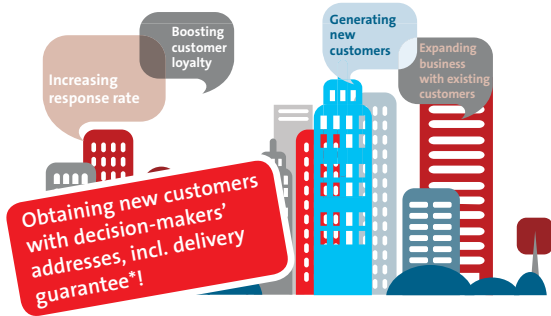 Increasing
response rate
Boosting
customer
loyalty
Generating
new
customers
Expanding
business
with existing
customers
Obtaining new customers
with decision-makers'
addresses, incl. delivery
guarantee*!